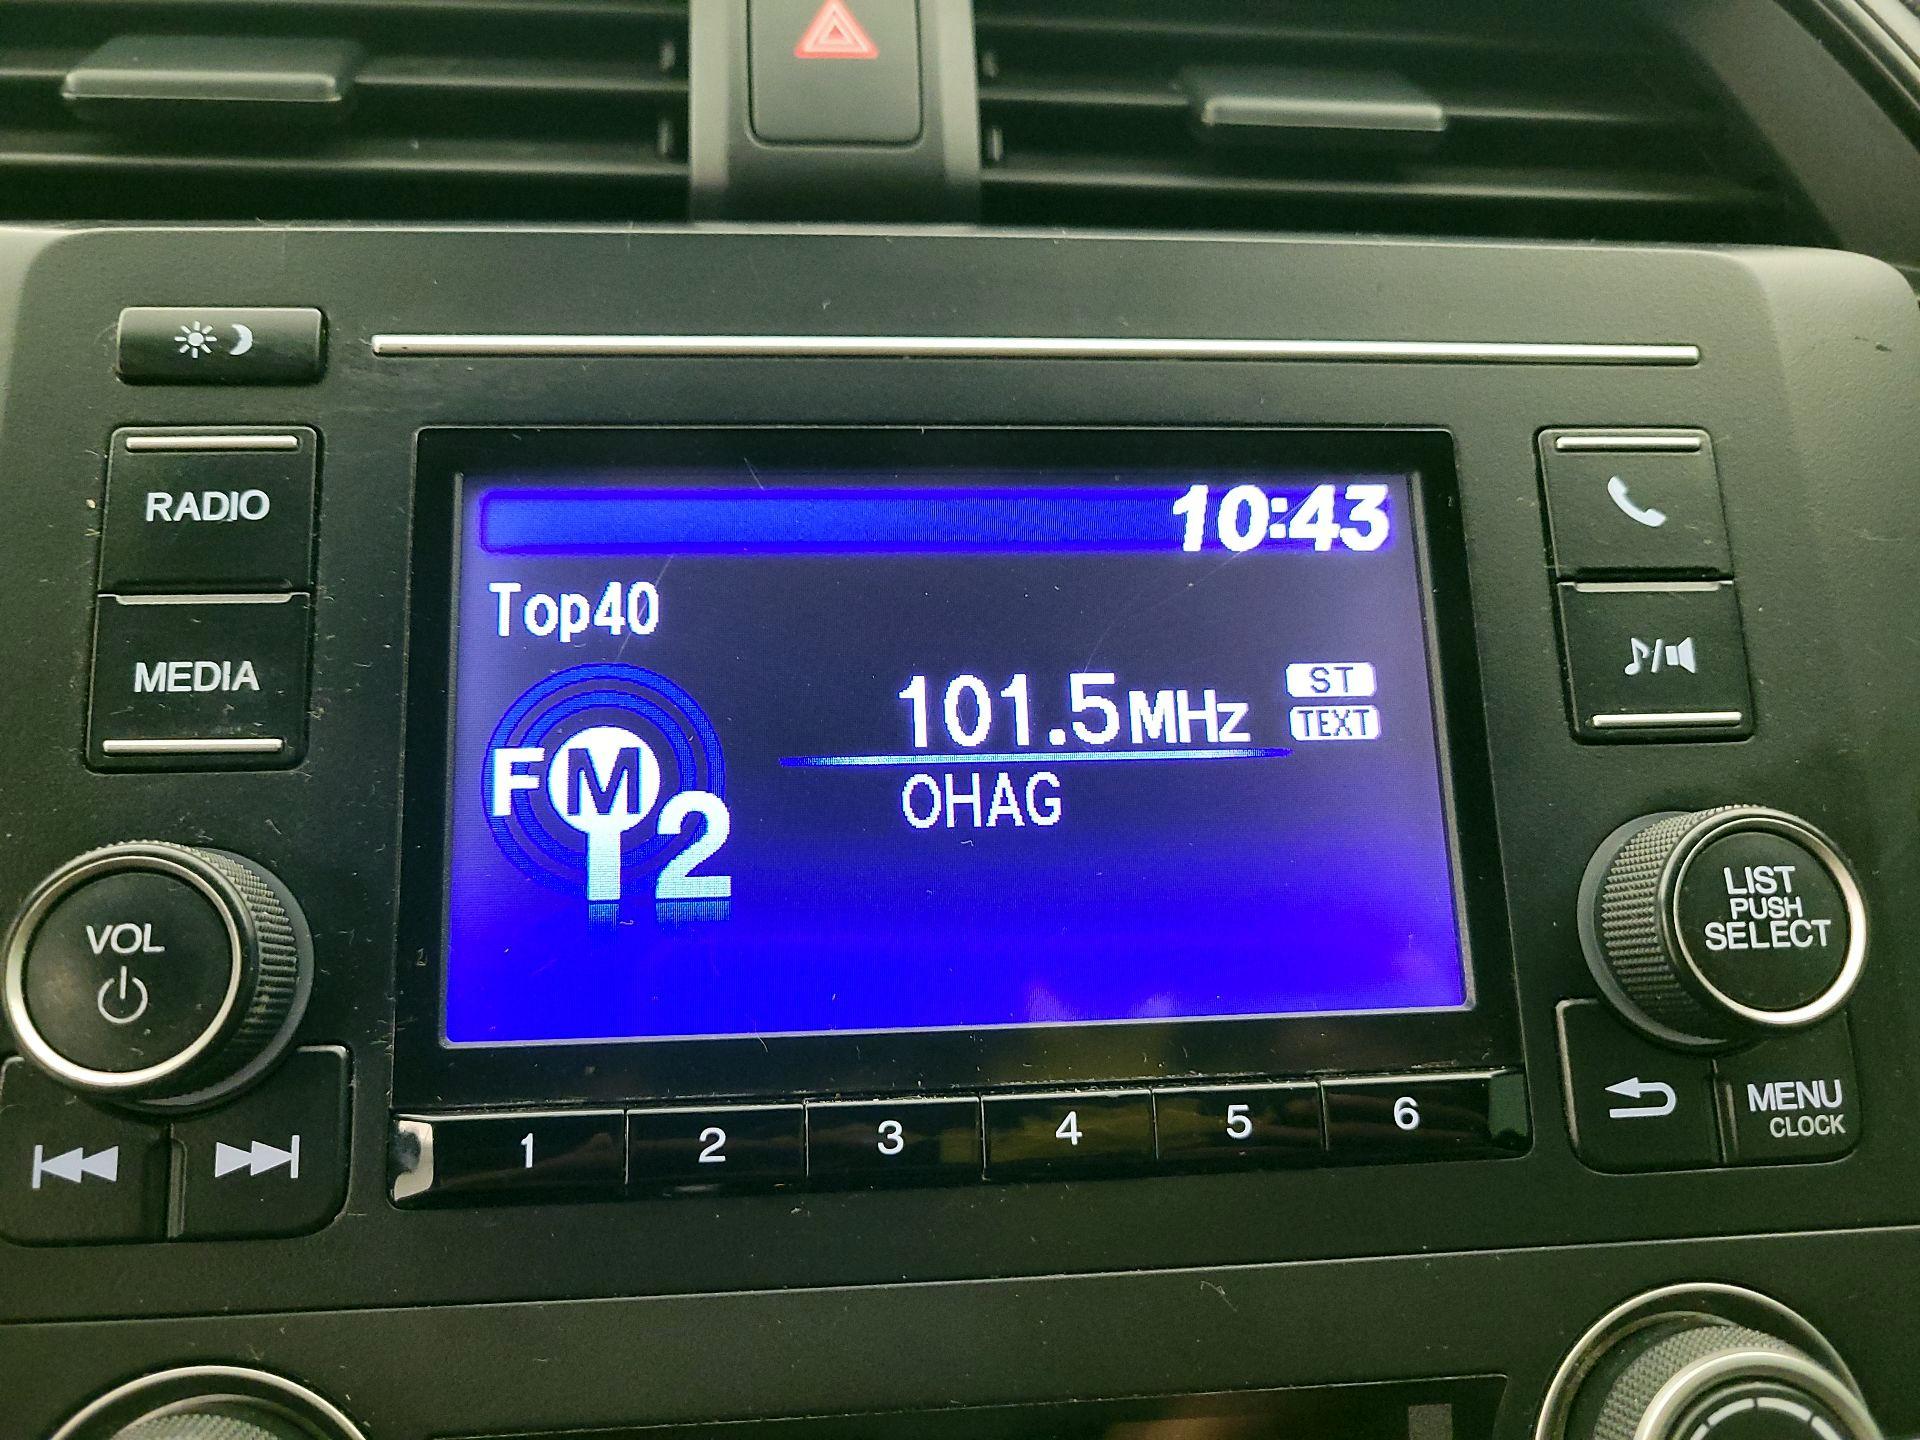 10:43
Top40
101.5MHz
ST
TEXT
FM2
OHAG
RADIO
MEDIA
VOL
LIST
PUSH
SELECT
MENU
CLOCK
1 2 3 4 5 6